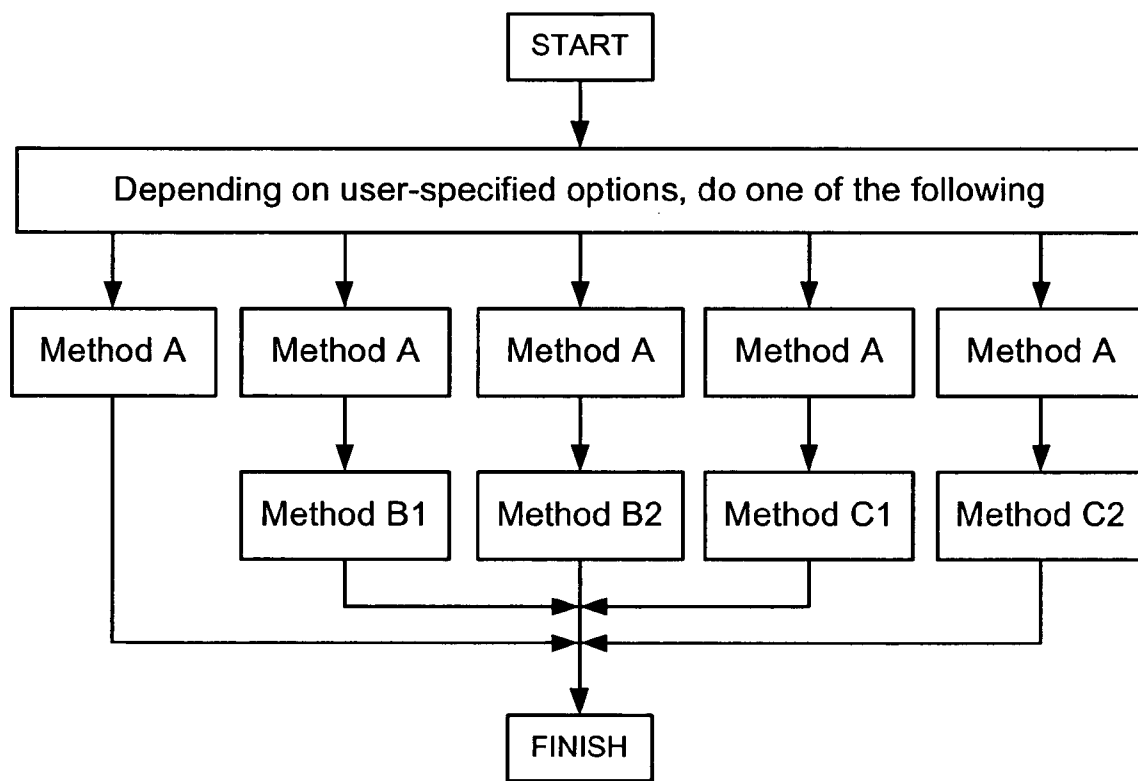 START
Depending on user-specified options, do one of the following
Method A
Method A
Method A
Method A
Method A
Method B1
Method B2
Method C1
Method C2
FINISH